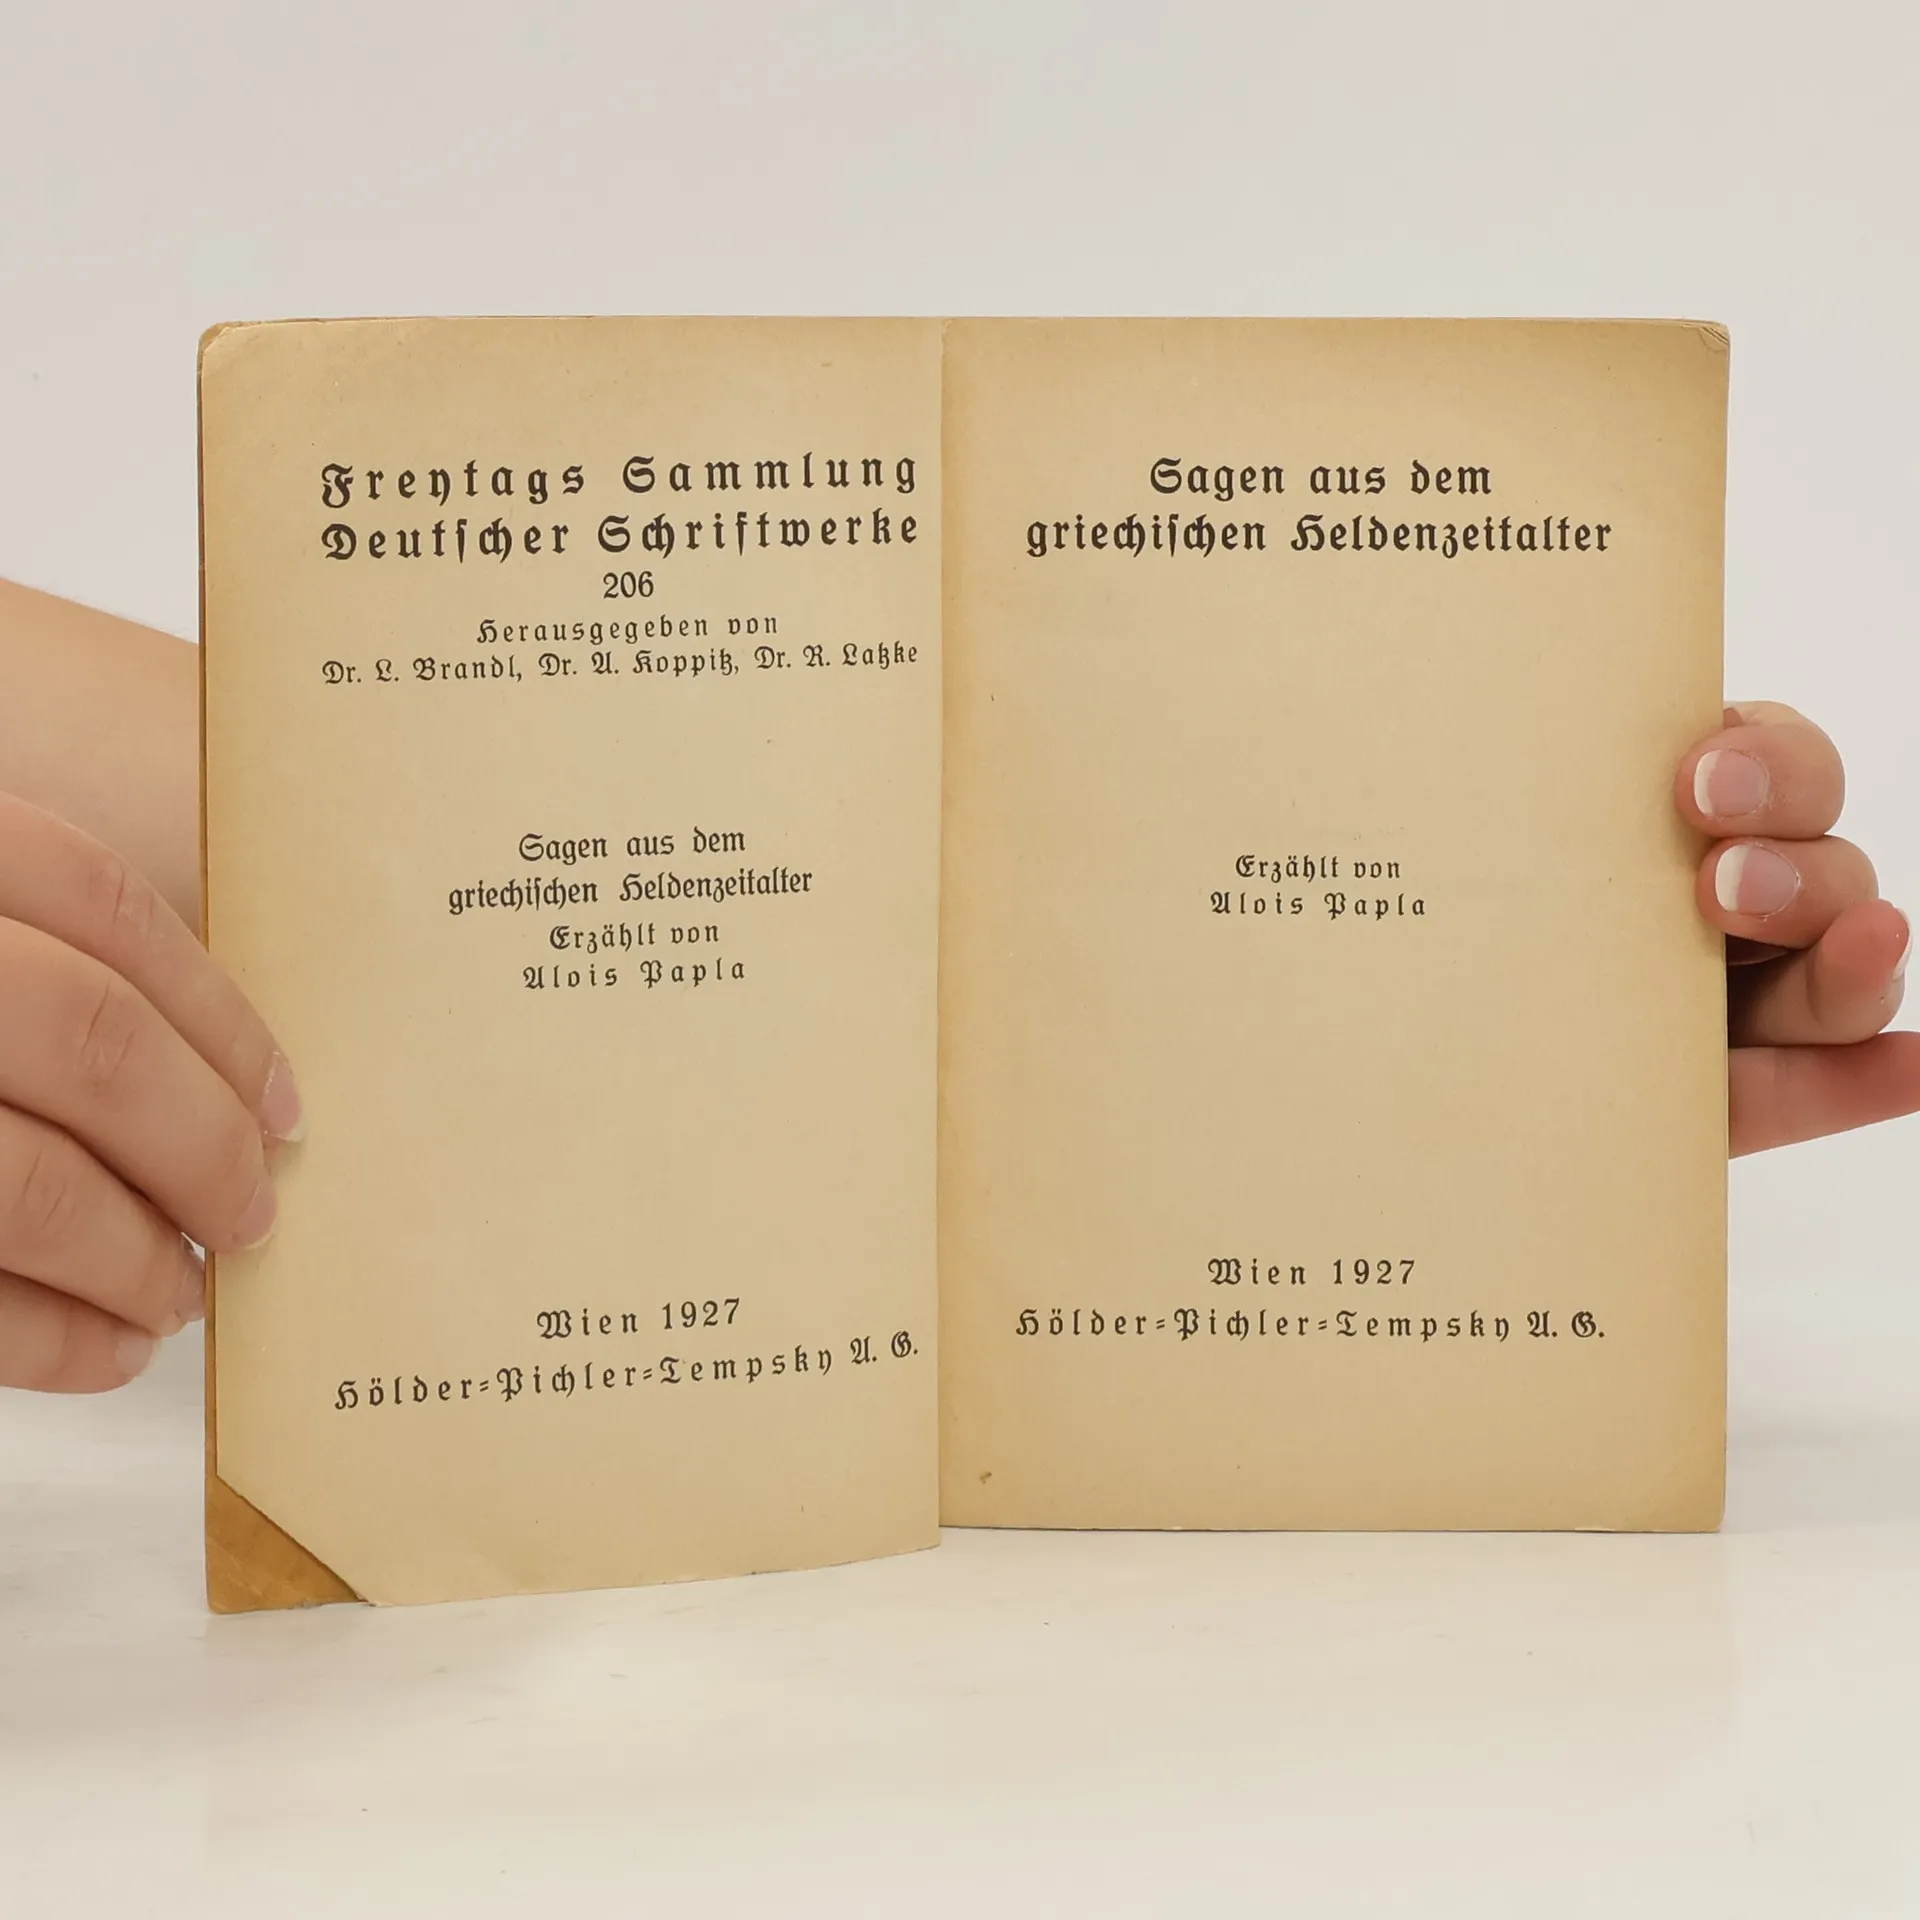 Freytags Sammlung
Deutscher Schriftwerke
206
Herausgegeben von
Dr. L. Brandl, Dr. A. Koppitz, Dr. R. Latzke
Sagen aus dem
griechischen Heldenzeitalter
Erzählt von
Alois Papla
Wien 1927
Hölder=Pichler=Tempsky A. G.
Sagen aus dem
griechischen Heldenzeitalter
Erzählt von
Alois Papla
Wien 1927
Hölder=Pichler=Tempsky A. G.